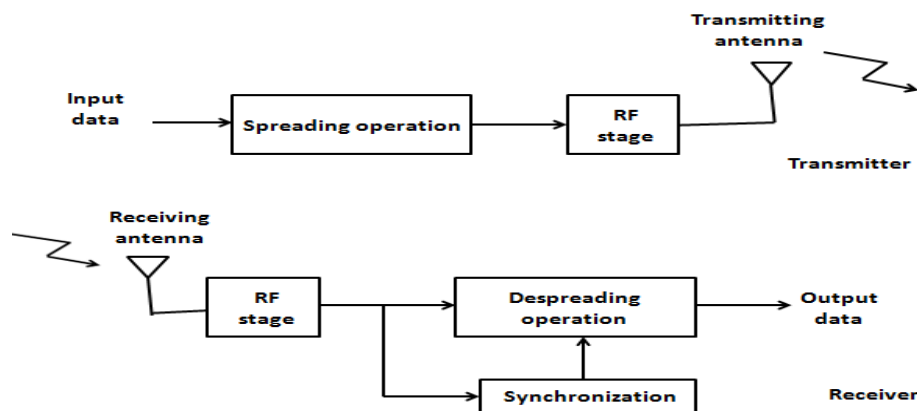 Transmitting
antenna
Input
data
Spreading operation
RF
stage
Transmitter
Receiving
antenna
RF
stage
Despreading
operation
Output
data
Synchronization
Receiver